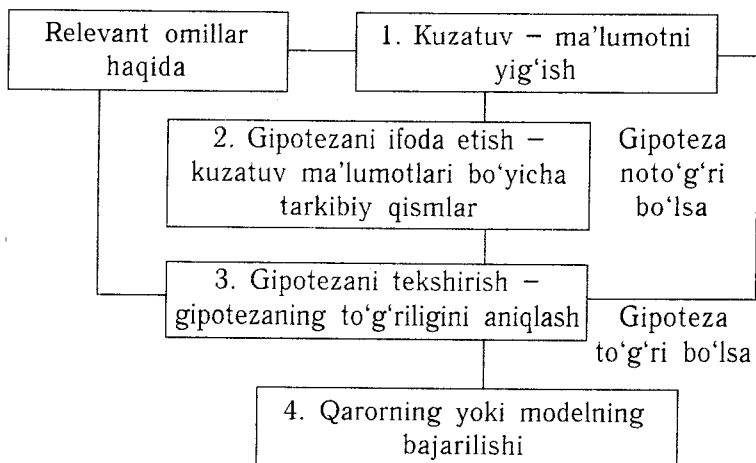 Relevant omillar
haqida
1. Kuzatuv – ma’lumotni
yig‘ish
2. Gipotezani ifoda etish –
kuzatuv ma’lumotlari bo‘yicha
tarkibiy qismlar
Gipoteza
noto‘g‘ri
bo‘lsa
3. Gipotezani tekshirish –
gipotezaning to‘g‘riligini aniqlash
Gipoteza
to‘g‘ri bo‘lsa
4. Qarorning yoki modelning
bajarilishi